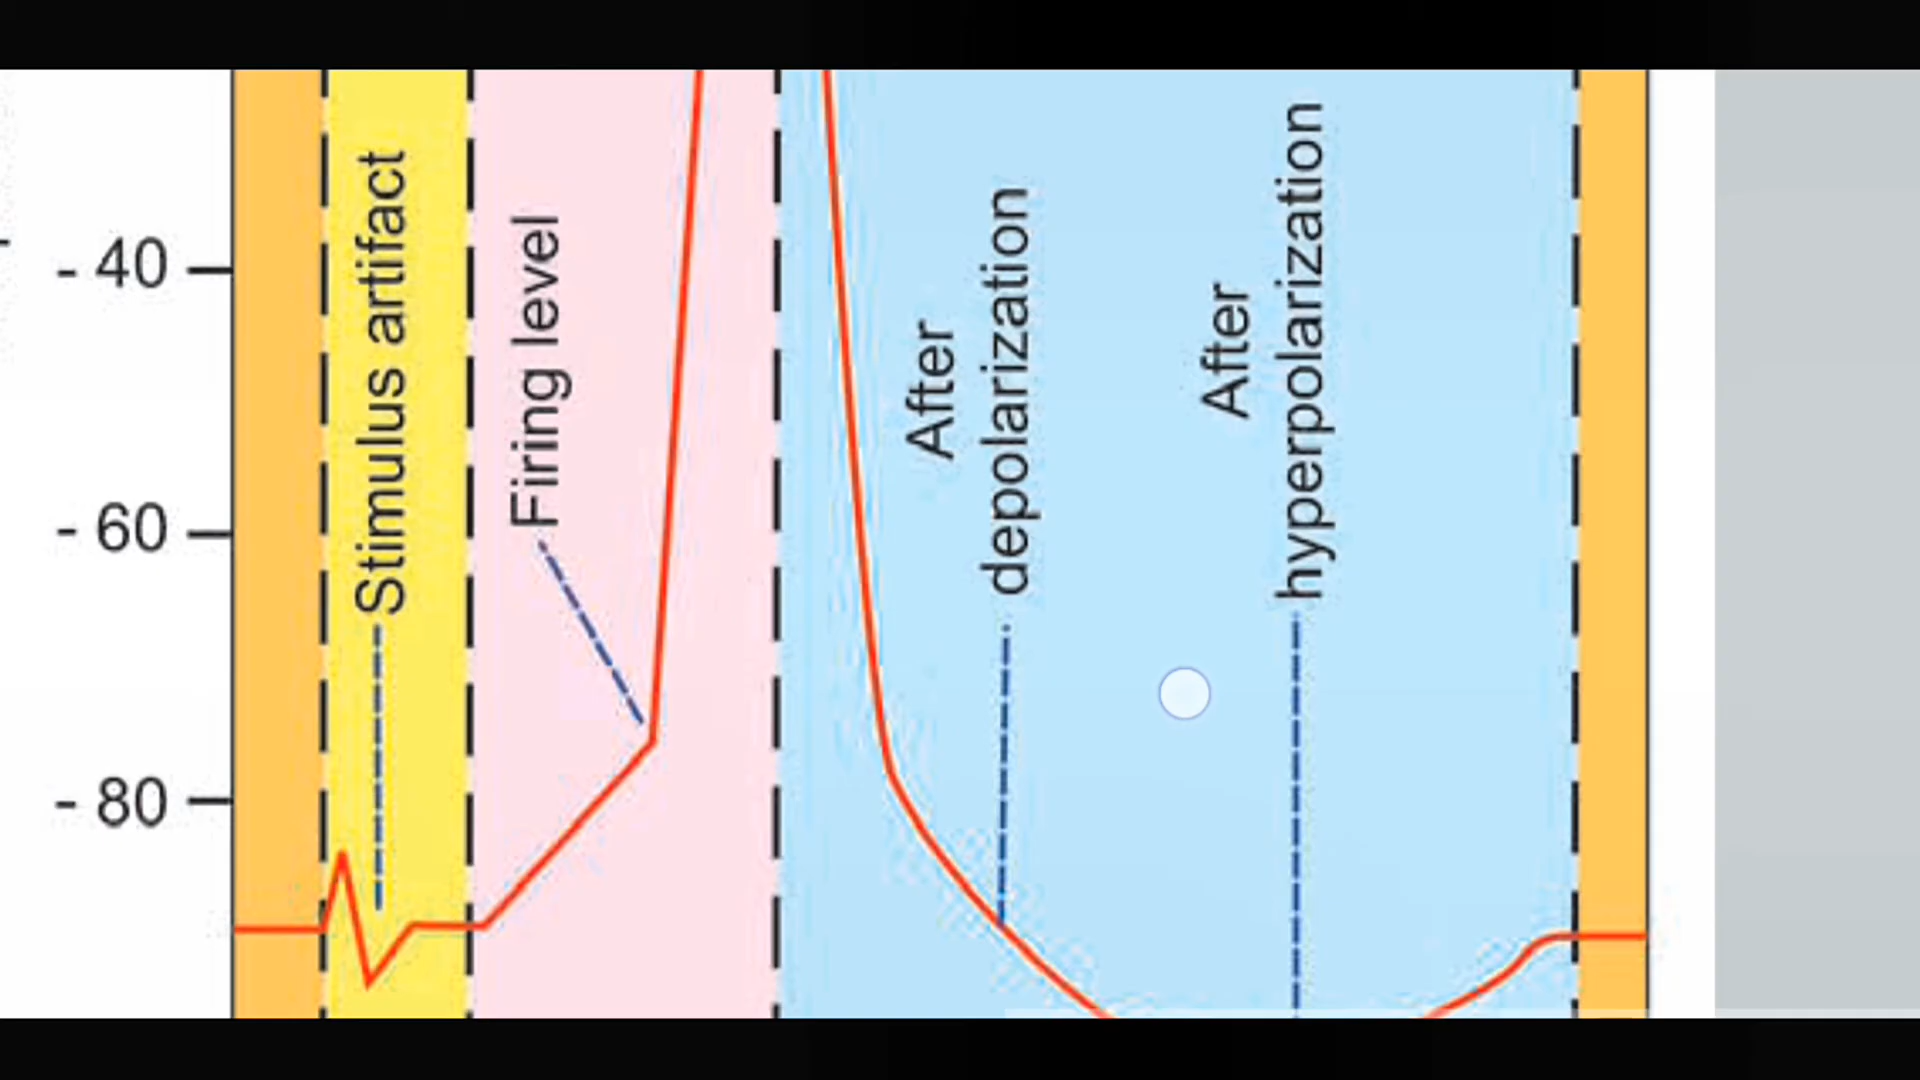 - 40
- 60
- 80
Stimulus artifact
Firing level
After
depolarization
After
hyperpolarization